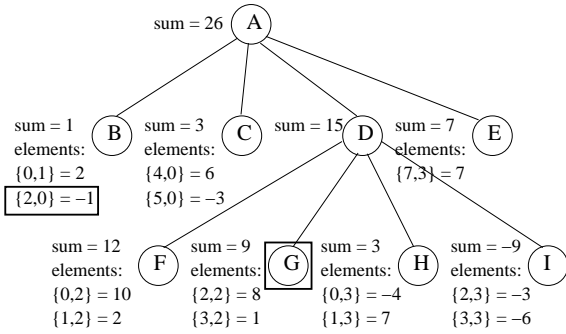 sum = 26 A
sum = 1 B
elements:
{0,1} = 2
{2,0} = −1
sum = 3 C
elements:
{4,0} = 6
{5,0} = −3
sum = 15 D
sum = 7 E
elements:
{7,3} = 7
sum = 12 F
elements:
{0,2} = 10
{1,2} = 2
sum = 9 G
elements:
{2,2} = 8
{3,2} = 1
sum = 3 H
elements:
{0,3} = −4
{1,3} = 7
sum = −9 I
elements:
{2,3} = −3
{3,3} = −6